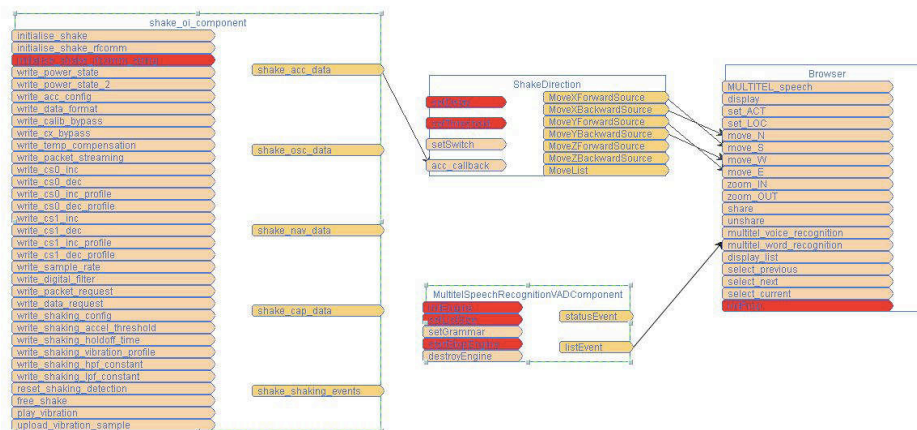 shake_oi_component
initialise_shake
initialise_shake_rfcomm
write_power_state
write_power_state_2
write_acc_config
write_data_format
write_calib_bypass
write_cx_bypass
write_temp_compensation
write_packet_streaming
write_cs0_inc
write_cs0_dec
write_cs0_inc_profile
write_cs0_dec_profile
write_cs1_inc
write_cs1_dec
write_cs1_inc_profile
write_cs1_dec_profile
write_sample_rate
write_digital_filter
write_packet_request
write_data_request
write_shaking_config
write_shaking_accel_threshold
write_shaking_holdoff_time
write_shaking_vibration_profile
write_shaking_hpf_constant
write_shaking_lpf_constant
reset_shaking_detection
free_shake
play_vibration
upload_vibration_sample
shake_acc_data
shake_osc_data
shake_nav_data
shake_cap_data
shake_shaking_events
ShakeDirection
setSwitch
acc_callback
MoveXForwardSource
MoveXBackwardSource
MoveYForwardSource
MoveYBackwardSource
MoveZForwardSource
MoveZBackwardSource
MoveList
MultitelSpeechRecognitionVADComponent
setGrammar
destroyEngine
statusEvent
listEvent
Browser
MULTITEL_speech
display
set_ACT
set_LOC
move_N
move_S
move_W
move_E
zoom_IN
zoom_OUT
share
unshare
multitel_voice_recognition
multitel_word_recognition
display_list
select_previous
select_next
select_current